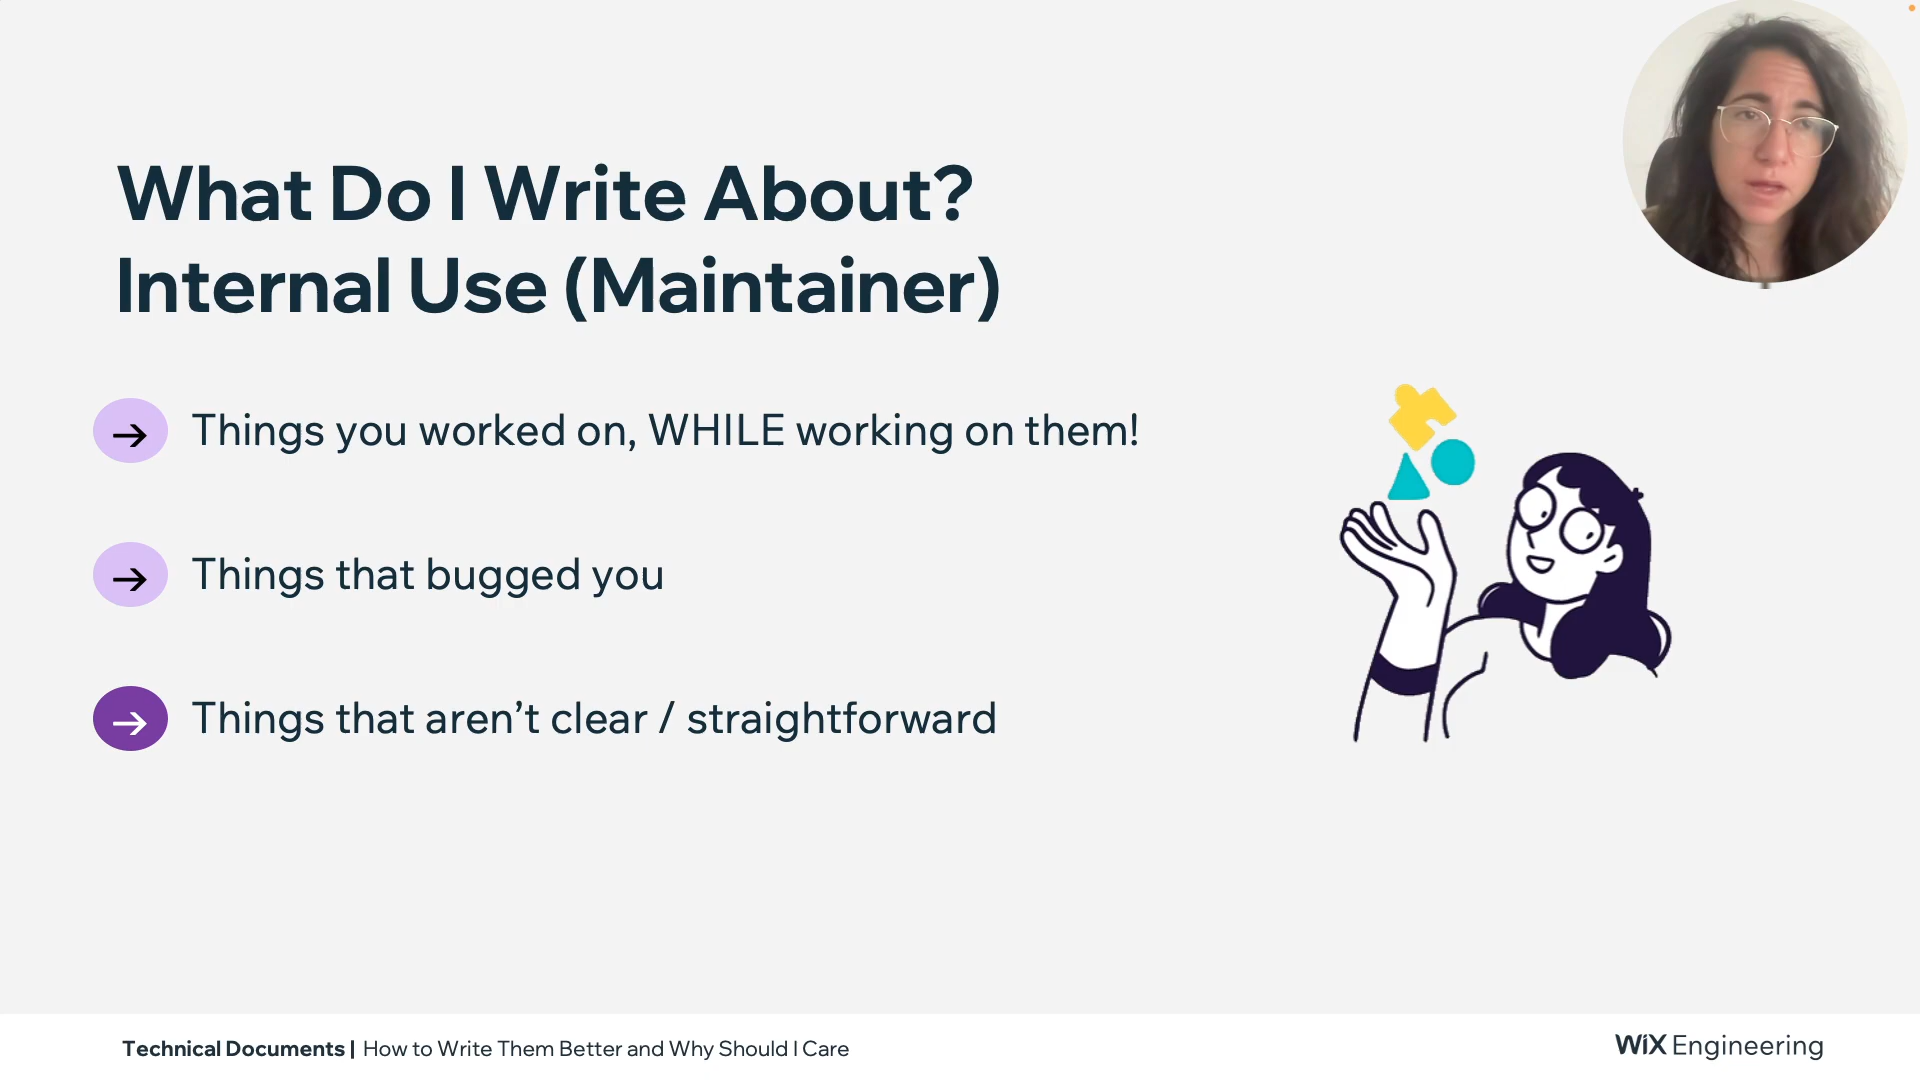 What Do I Write About?
Internal Use (Maintainer)
Things you worked on, WHILE working on them!
Things that bugged you
Things that aren’t clear / straightforward
Technical Documents | How to Write Them Better and Why Should I Care
WiX Engineering